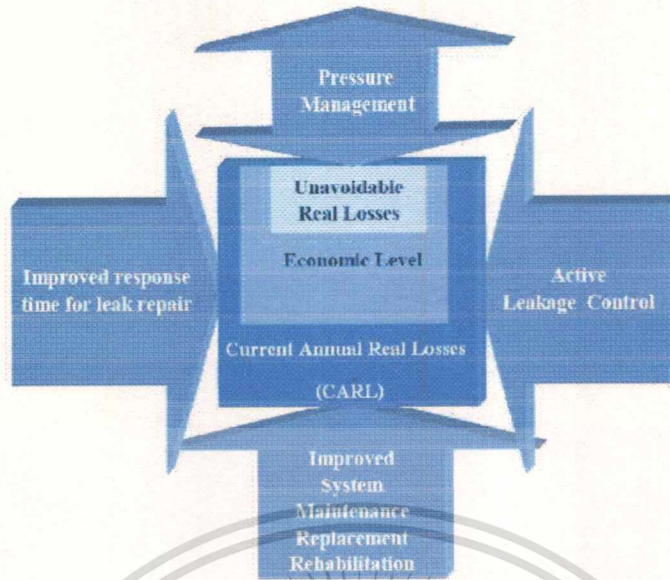 Pressure
Management
Unavoidable
Real Losses
Economic Level
Improved response
time for leak repair
Active
Leakage Control
Current Annual Real Losses
(CARL)
Improved
System
Maintenance
Replacement
Rehabilitation